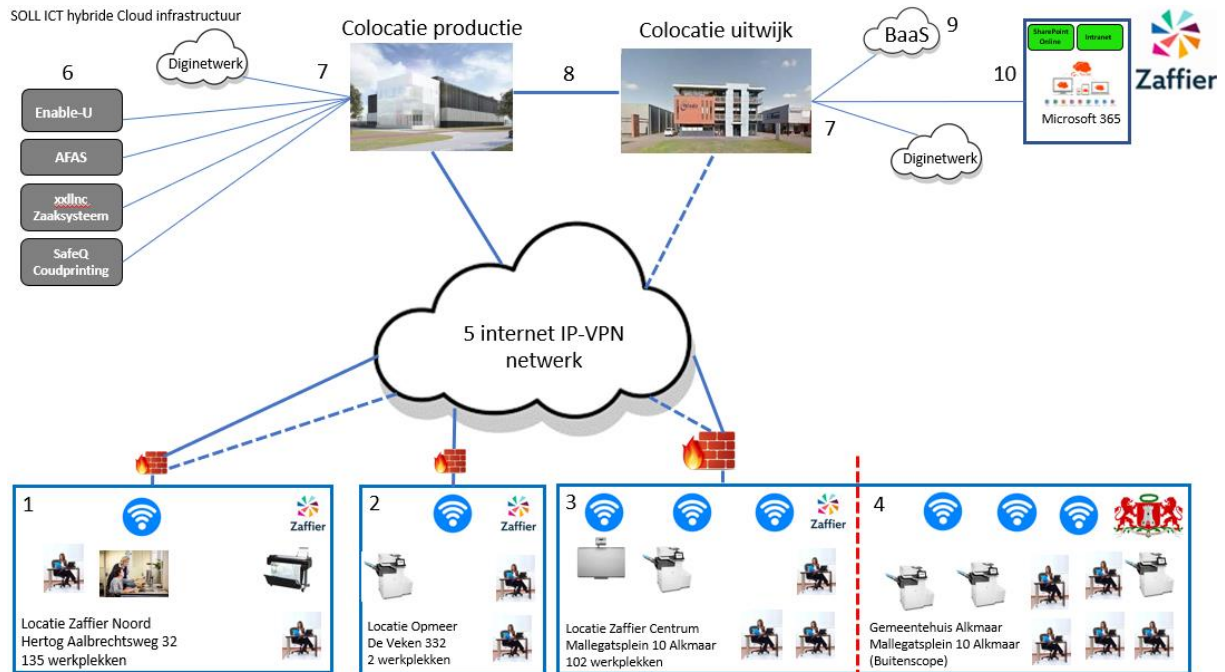 SOLL ICT hybride Cloud infrastructuur
Colocatie productie
Colocatie uitwijk
BaaS
9
SharePoint
Online
Intranet
Zaffier
Microsoft 365
10
6
Diginetwerk
7
8
7
Diginetwerk
Enable-U
AFAS
xxllnc
Zaaksysteem
SafeQ
Coudprinting
5 internet IP-VPN
netwerk
1
Zaffier
Locatie Zaffier Noord
Hertog Aalbrechtsweg 32
135 werkplekken
2
Zaffier
Locatie Opmeer
De Veken 332
2 werkplekken
3
Zaffier
Locatie Zaffier Centrum
Mallegatsplein 10 Alkmaar
102 werkplekken
4
Gemeentehuis Alkmaar
Mallegatsplein 10 Alkmaar
(Buitenscope)